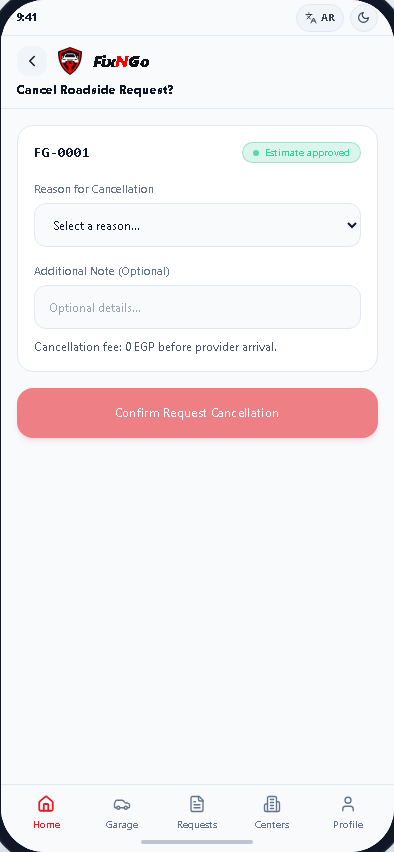 9:41
AR
FixNGo
Cancel Roadside Request?
FG-0001
Estimate approved
Reason for Cancellation
Select a reason...
Additional Note (Optional)
Optional details...
Cancellation fee: 0 EGP before provider arrival.
Confirm Request Cancellation
Home Garage Requests Centers Profile